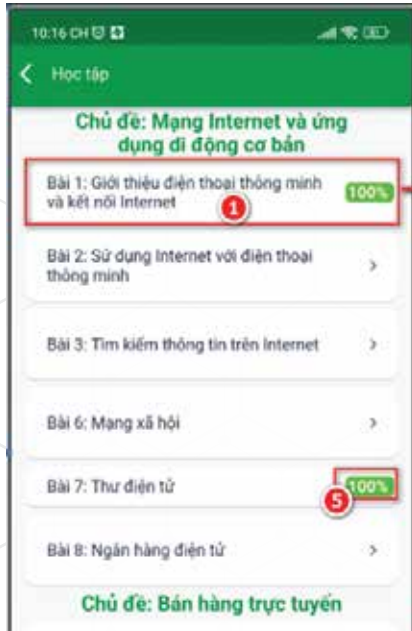 10:16 CH
Học tập
Chủ đề: Mạng Internet và ứng
dụng di động cơ bản
Bài 1: Giới thiệu điện thoại thông minh
và kết nối Internet
100%
1
Bài 2: Sử dụng Internet với điện thoại
thông minh
Bài 3: Tìm kiếm thông tin trên Internet
Bài 6: Mạng xã hội
Bài 7: Thư điện tử
100%
5
Bài 8: Ngân hàng điện tử
Chủ đề: Bán hàng trực tuyến